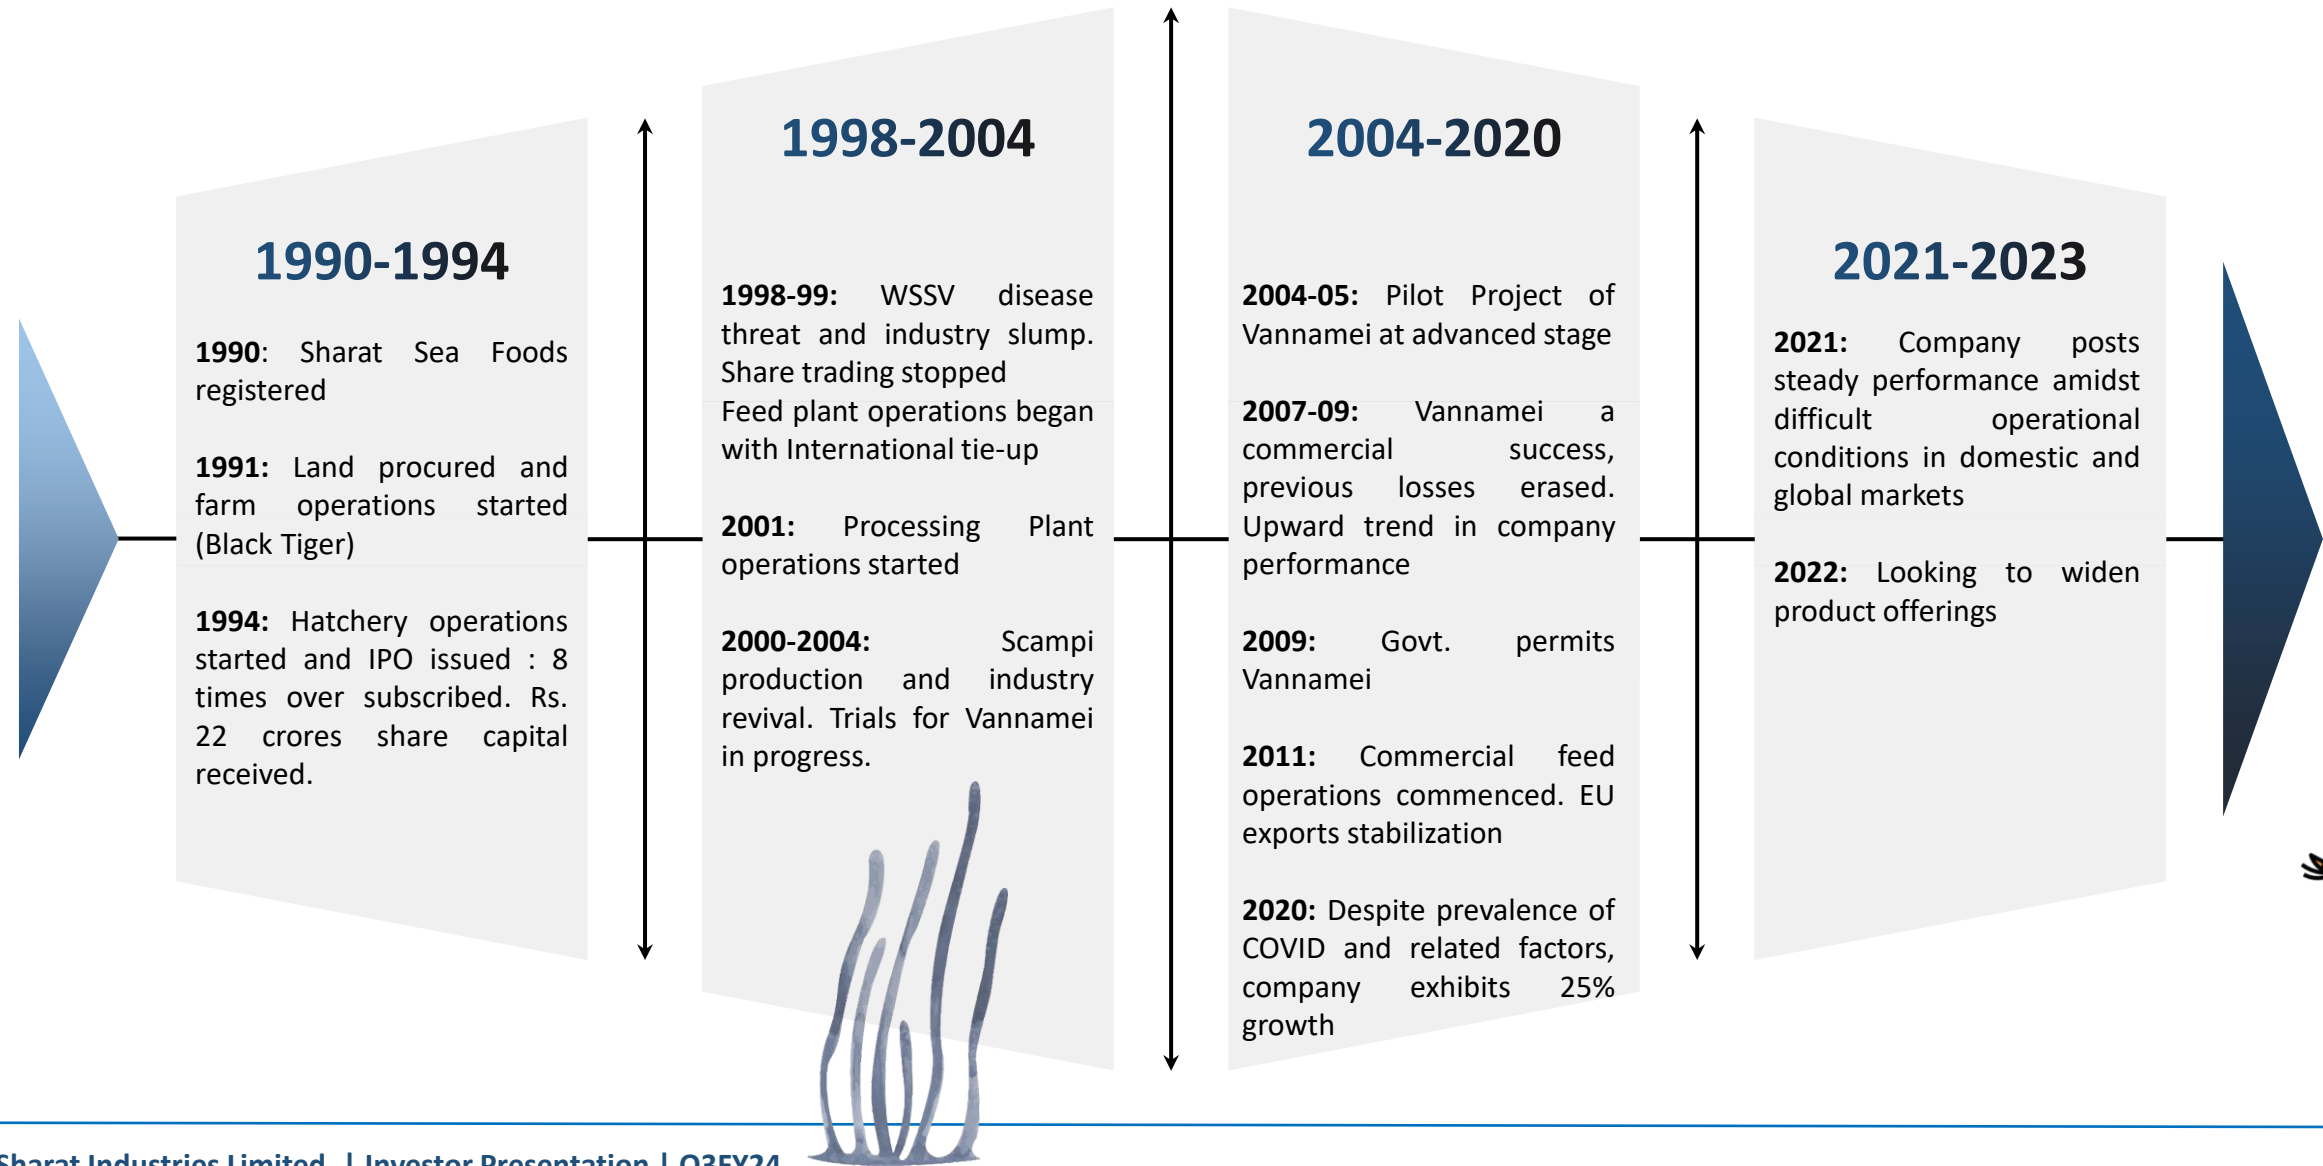 1990-1994
1990: Sharat Sea Foods
registered
1991: Land procured and
farm operations started
(Black Tiger)
1994: Hatchery operations
started and IPO issued : 8
times over subscribed. Rs.
22 crores share capital
received.
1998-2004
1998-99: WSSV disease
threat and industry slump.
Share trading stopped
Feed plant operations began
with International tie-up
2001: Processing Plant
operations started
2000-2004: Scampi
production and industry
revival. Trials for Vannamei
in progress.
2004-2020
2004-05: Pilot Project of
Vannamei at advanced stage
2007-09: Vannamei a
commercial success,
previous losses erased.
Upward trend in company
performance
2009: Govt. permits
Vannamei
2011: Commercial feed
operations commenced. EU
exports stabilization
2020: Despite prevalence of
COVID and related factors,
company exhibits 25%
growth
2021-2023
2021: Company posts
steady performance amidst
difficult operational
conditions in domestic and
global markets
2022: Looking to widen
product offerings
Sharat Industries Limited | Investor Presentation | Q3FY24